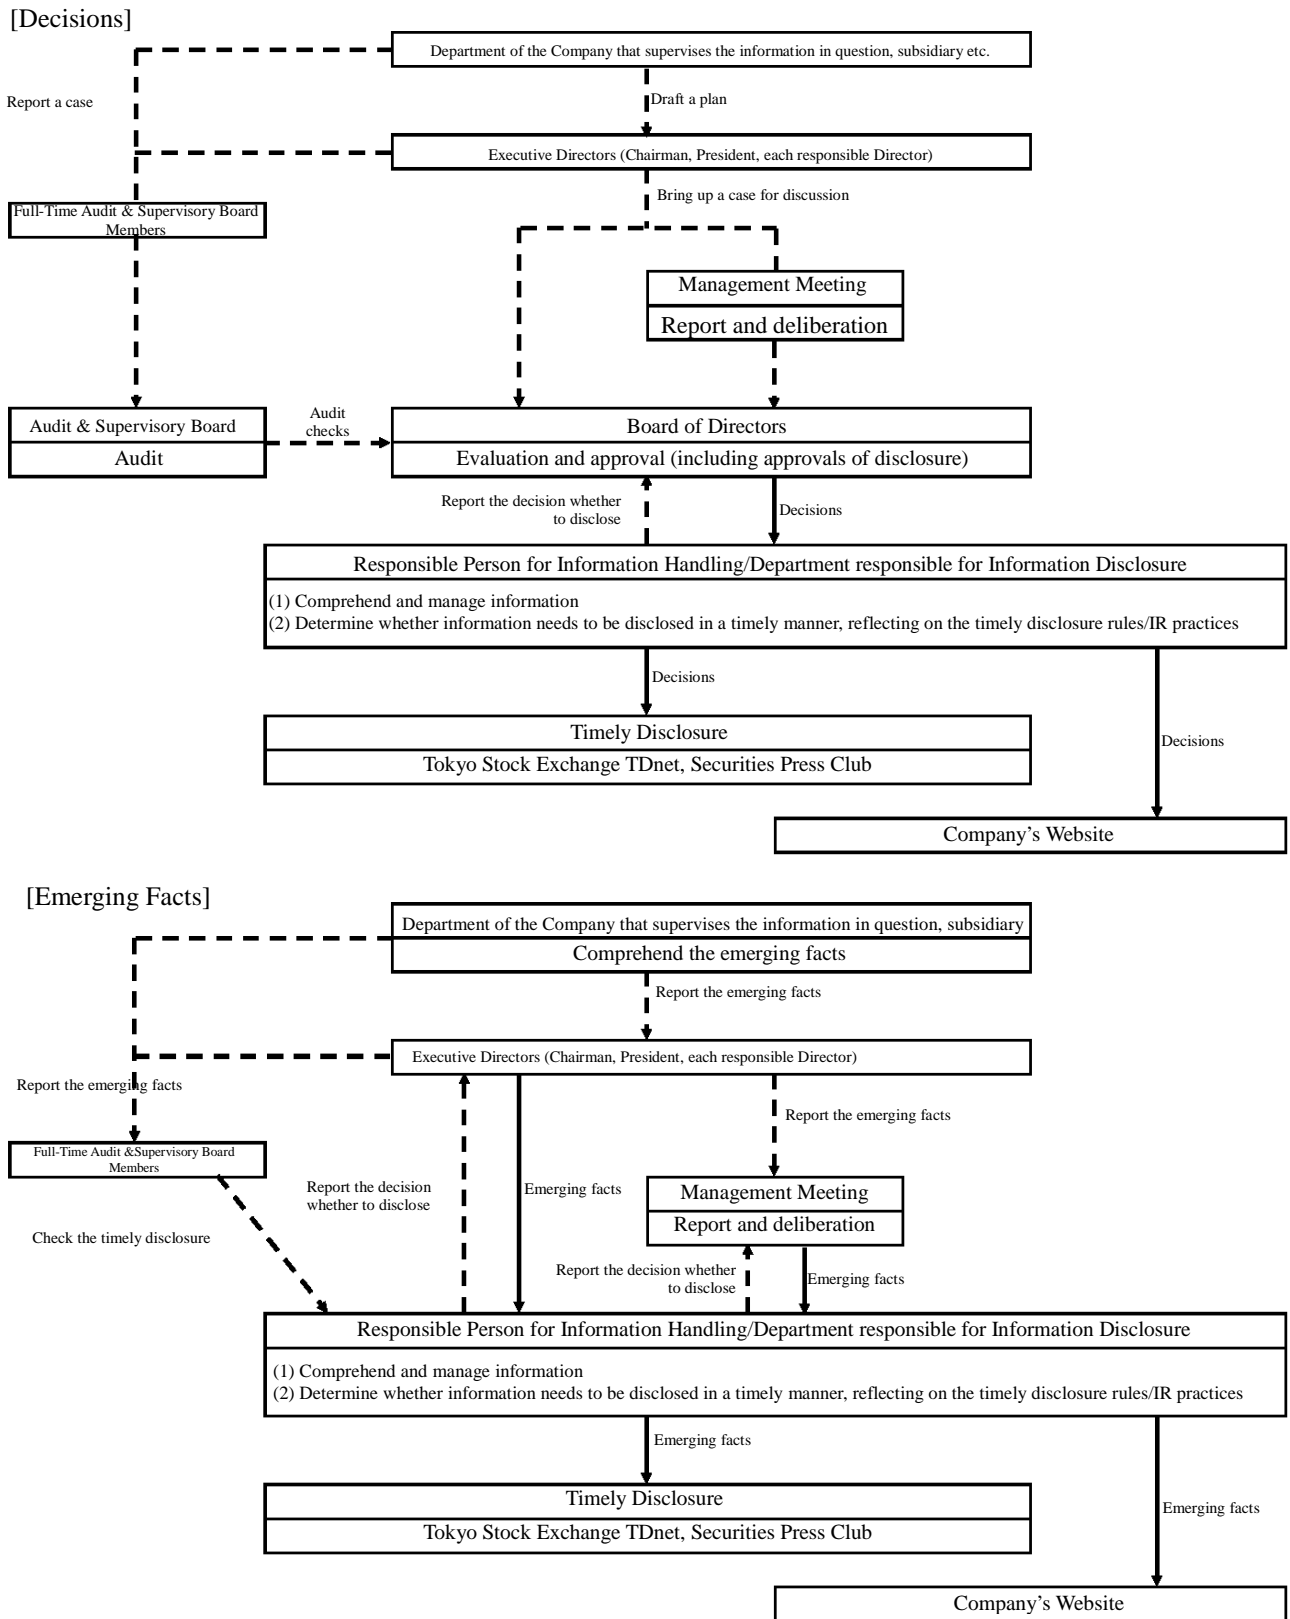 [Decisions]
Department of the Company that supervises the information in question, subsidiary etc.
Report a case
Draft a plan
Executive Directors (Chairman, President, each responsible Director)
Bring up a case for discussion
Full-Time Audit & Supervisory Board
Members
Management Meeting
Report and deliberation
Audit & Supervisory Board
Audit
Audit
checks
Board of Directors
Evaluation and approval (including approvals of disclosure)
Report the decision whether
to disclose
Decisions
Responsible Person for Information Handling/Department responsible for Information Disclosure
(1) Comprehend and manage information
(2) Determine whether information needs to be disclosed in a timely manner, reflecting on the timely disclosure rules/IR practices
Decisions
Timely Disclosure
Tokyo Stock Exchange TDnet, Securities Press Club
Decisions
Company’s Website
[Emerging Facts]
Department of the Company that supervises the information in question, subsidiary
Comprehend the emerging facts
Report the emerging facts
Executive Directors (Chairman, President, each responsible Director)
Report the emerging facts
Report the emerging facts
Full-Time Audit &Supervisory Board
Members
Report the decision
whether to disclose
Emerging facts
Management Meeting
Report and deliberation
Check the timely disclosure
Report the decision whether
to disclose
Emerging facts
Responsible Person for Information Handling/Department responsible for Information Disclosure
(1) Comprehend and manage information
(2) Determine whether information needs to be disclosed in a timely manner, reflecting on the timely disclosure rules/IR practices
Emerging facts
Timely Disclosure
Tokyo Stock Exchange TDnet, Securities Press Club
Emerging facts
Company’s Website